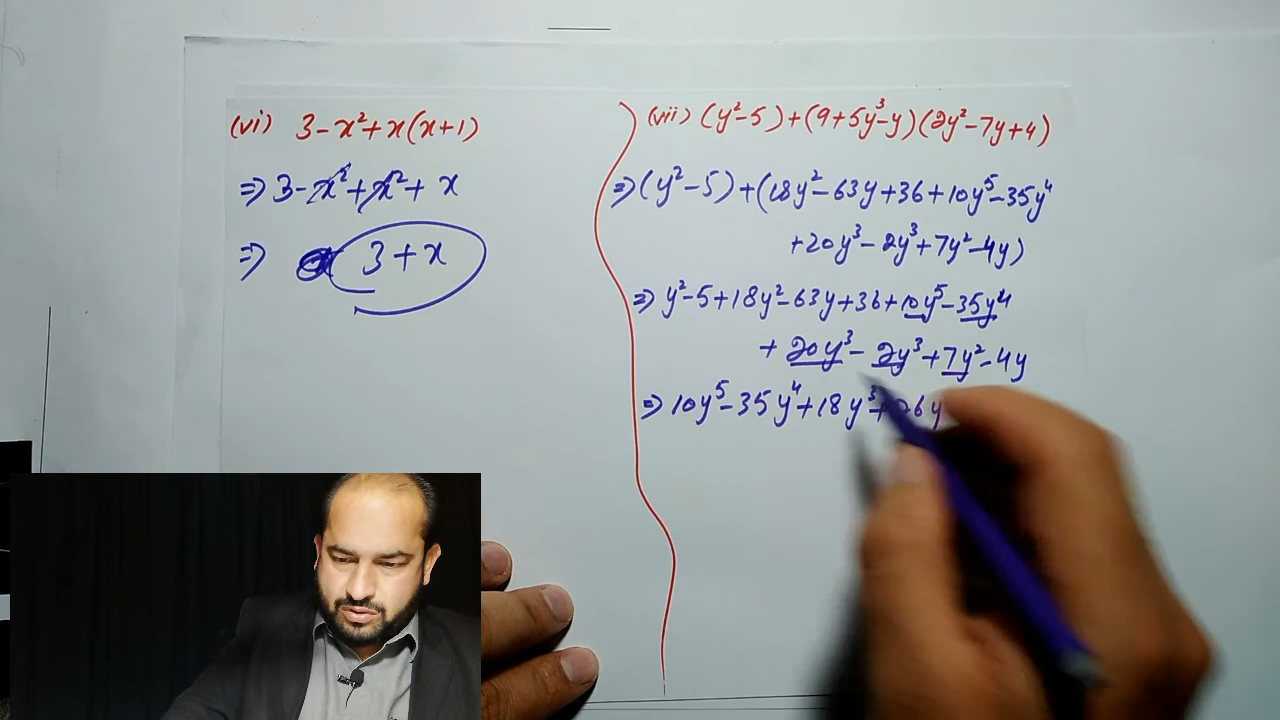 (vi) 3-x²+x(x+1)
⇒ 3-x²+x²+x
⇒ 3+x
(vii) (y²-5)+(9+5y³-y)(2y²-7y+4)
⇒ (y²-5)+(18y²-63y+36+10y⁵-35y⁴
+20y³-2y³+7y²-4y)
⇒ y²-5+18y²-63y+36+10y⁵-35y⁴
+20y³-2y³+7y²-4y
⇒ 10y⁵-35y⁴+18y³+26y